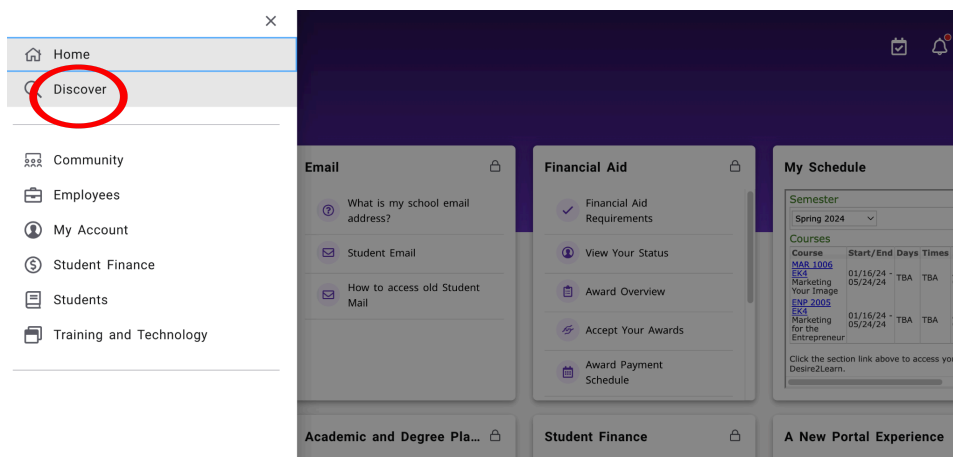 Home
Discover
Community
Employees
My Account
Student Finance
Students
Training and Technology
Email
What is my school email
address?
Student Email
How to access old Student
Mail
Financial Aid
Financial Aid
Requirements
View Your Status
Award Overview
Accept Your Awards
Award Payment
Schedule
My Schedule
Semester
Spring 2024
Courses
Course Start/End Days Times
MAR 1006
EK4
Marketing
Your Image
01/16/24 -
05/24/24
TBA TBA
ENP 2005
EK4
Marketing
for the
Entrepreneur
01/16/24 -
05/24/24
TBA TBA
Click the section link above to access yo
Desire2Learn.
Academic and Degree Pla...
Student Finance
A New Portal Experience